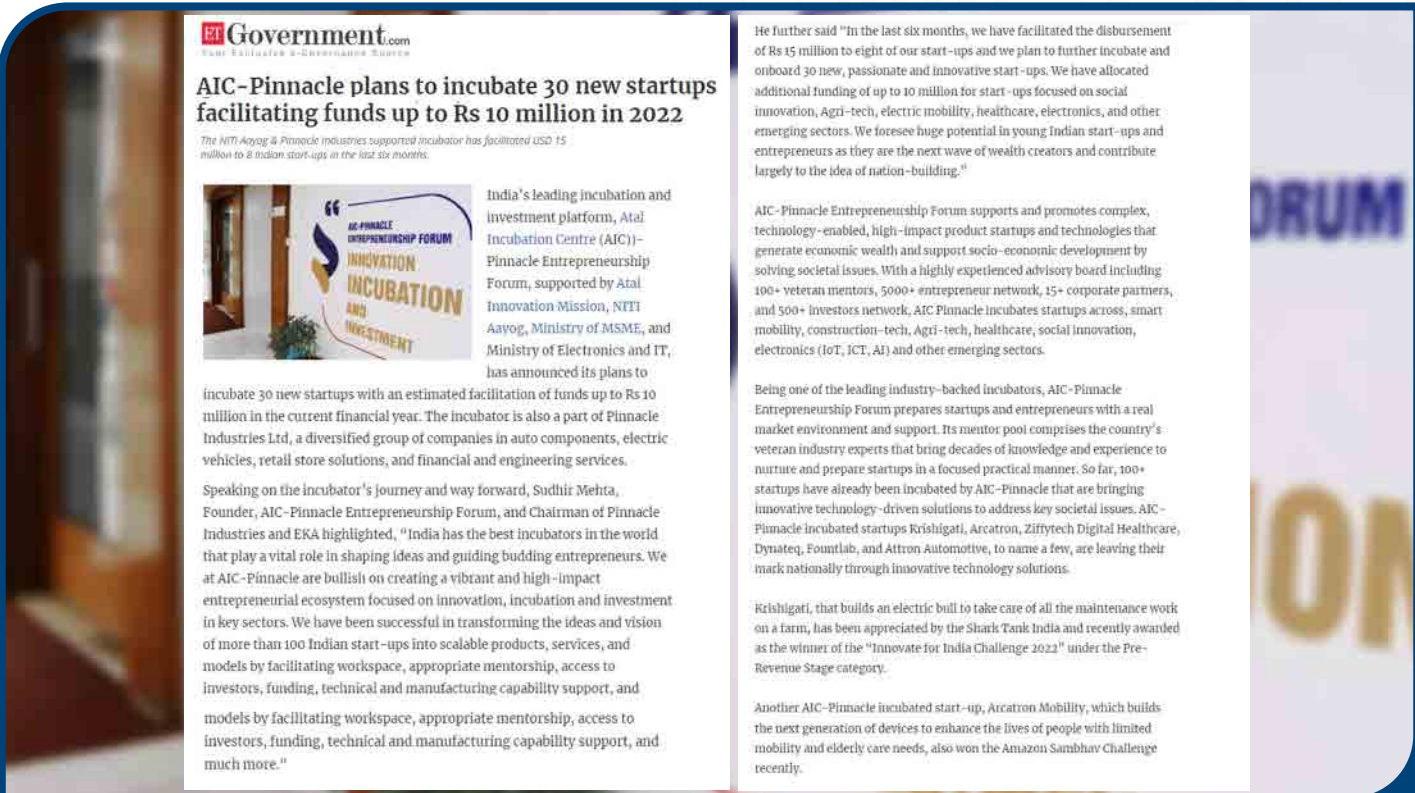 ET Government.com
Your Exclusive e-Governance Source
AIC-Pinnacle plans to incubate 30 new startups
facilitating funds up to Rs 10 million in 2022
The NITI Aayog & Pinnacle Industries supported incubator has facilitated USD 15
million to 8 Indian start-ups in the last six months.
AIC-PINNACLE
ENTREPRENEURSHIP FORUM
INNOVATION
INCUBATION
AND
INVESTMENT
India's leading incubation and
investment platform, Atal
Incubation Centre (AIC))-
Pinnacle Entrepreneurship
Forum, supported by Atal
Innovation Mission, NITI
Aayog, Ministry of MSME, and
Ministry of Electronics and IT,
has announced its plans to
incubate 30 new startups with an estimated facilitation of funds up to Rs 10
million in the current financial year. The incubator is also a part of Pinnacle
Industries Ltd, a diversified group of companies in auto components, electric
vehicles, retail store solutions, and financial and engineering services.
Speaking on the incubator's journey and way forward, Sudhir Mehta,
Founder, AIC-Pinnacle Entrepreneurship Forum, and Chairman of Pinnacle
Industries and EKA highlighted, "India has the best incubators in the world
that play a vital role in shaping ideas and guiding budding entrepreneurs. We
at AIC-Pinnacle are bullish on creating a vibrant and high-impact
entrepreneurial ecosystem focused on innovation, incubation and investment
in key sectors. We have been successful in transforming the ideas and vision
of more than 100 Indian start-ups into scalable products, services, and
models by facilitating workspace, appropriate mentorship, access to
investors, funding, technical and manufacturing capability support, and
models by facilitating workspace, appropriate mentorship, access to
investors, funding, technical and manufacturing capability support, and
much more."
He further said "In the last six months, we have facilitated the disbursement
of Rs 15 million to eight of our start-ups and we plan to further incubate and
onboard 30 new, passionate and innovative start-ups. We have allocated
additional funding of up to 10 million for start-ups focused on social
innovation, Agri-tech, electric mobility, healthcare, electronics, and other
emerging sectors. We foresee huge potential in young Indian start-ups and
entrepreneurs as they are the next wave of wealth creators and contribute
largely to the idea of nation-building."
AIC-Pinnacle Entrepreneurship Forum supports and promotes complex,
technology-enabled, high-impact product startups and technologies that
generate economic wealth and support socio-economic development by
solving societal issues. With a highly experienced advisory board including
100+ veteran mentors, 5000+ entrepreneur network, 15+ corporate partners,
and 500+ investors network, AIC Pinnacle incubates startups across, smart
mobility, construction-tech, Agri-tech, healthcare, social innovation,
electronics (IoT, ICT, AI) and other emerging sectors.
Being one of the leading industry-backed incubators, AIC-Pinnacle
Entrepreneurship Forum prepares startups and entrepreneurs with a real
market environment and support. Its mentor pool comprises the country's
veteran industry experts that bring decades of knowledge and experience to
nurture and prepare startups in a focused practical manner. So far, 100+
startups have already been incubated by AIC-Pinnacle that are bringing
innovative technology-driven solutions to address key societal issues. AIC-
Pinnacle incubated startups Krishigati, Arcatron, Ziffytech Digital Healthcare,
Dynateq, Fountlab, and Attron Automotive, to name a few, are leaving their
mark nationally through innovative technology solutions.
Krishigati, that builds an electric bull to take care of all the maintenance work
on a farm, has been appreciated by the Shark Tank India and recently awarded
as the winner of the "Innovate for India Challenge 2022" under the Pre-
Revenue Stage category.
Another AIC-Pinnacle incubated start-up, Arcatron Mobility, which builds
the next generation of devices to enhance the lives of people with limited
mobility and elderly care needs, also won the Amazon Sambhav Challenge
recently.
ORUM
ON